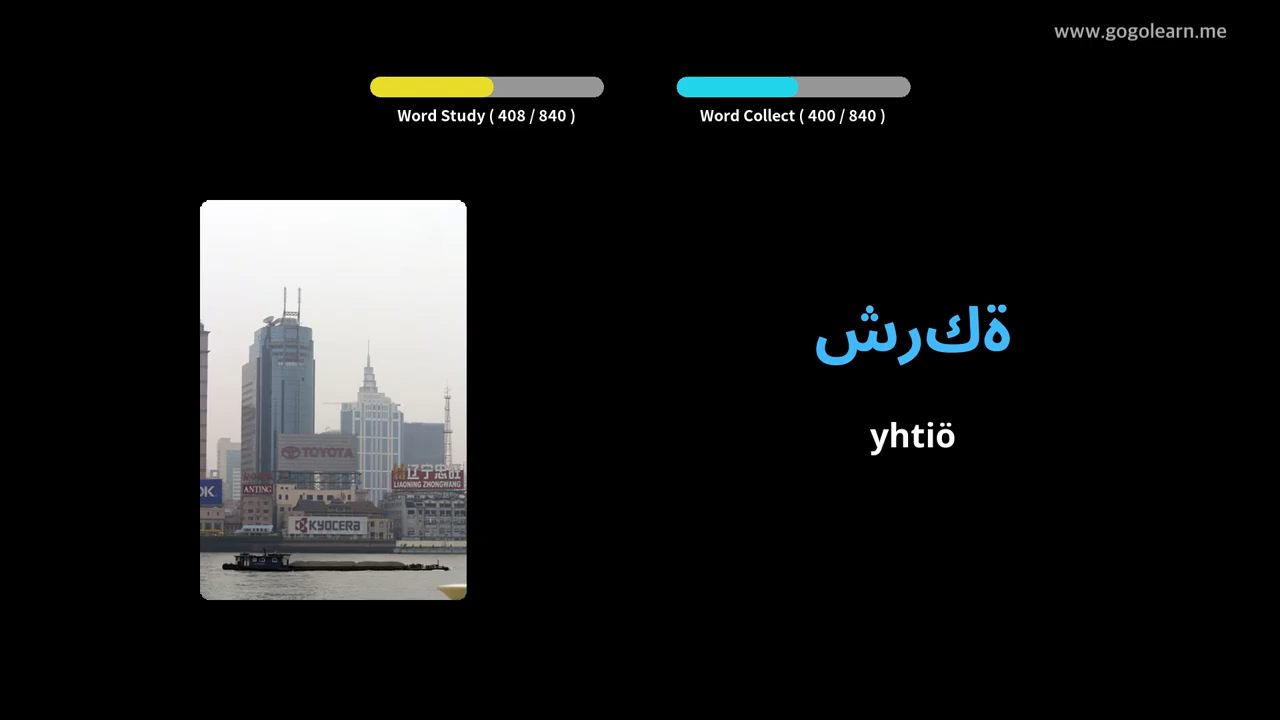 www.gogolearn.me
Word Study ( 408 / 840 )
Word Collect ( 400 / 840 )
شركة
yhtiö
TOYOTA
辽宁忠旺
LIAONING ZHONGWANG
ANTING
KYOCERA